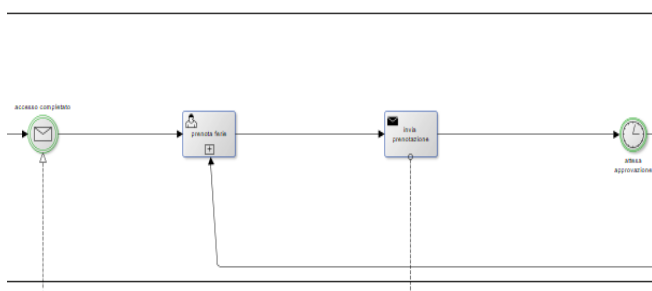 accesso completato
prenota ferie
invia
prenotazione
attesa
approvazione